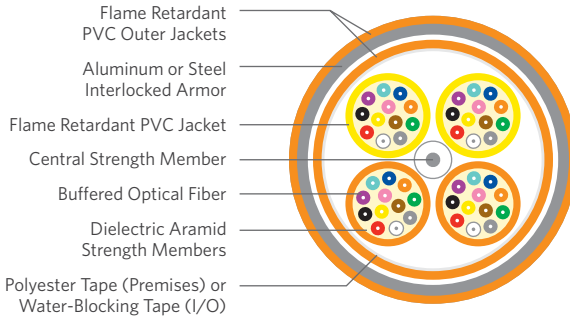 Flame Retardant
PVC Outer Jackets
Aluminum or Steel
Interlocked Armor
Flame Retardant PVC Jacket
Central Strength Member
Buffered Optical Fiber
Dielectric Aramid
Strength Members
Polyester Tape (Premises) or
Water-Blocking Tape (I/O)